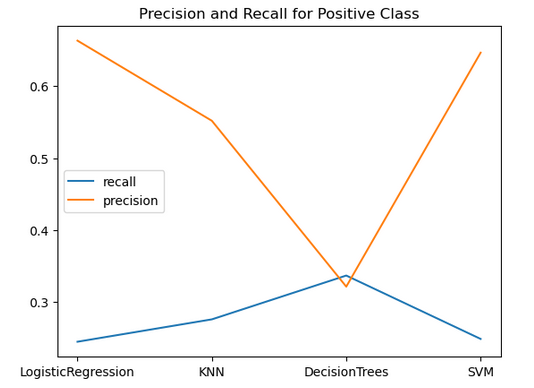 Precision and Recall for Positive Class
0.6
0.5
0.4
0.3
recall
precision
LogisticRegression KNN DecisionTrees SVM